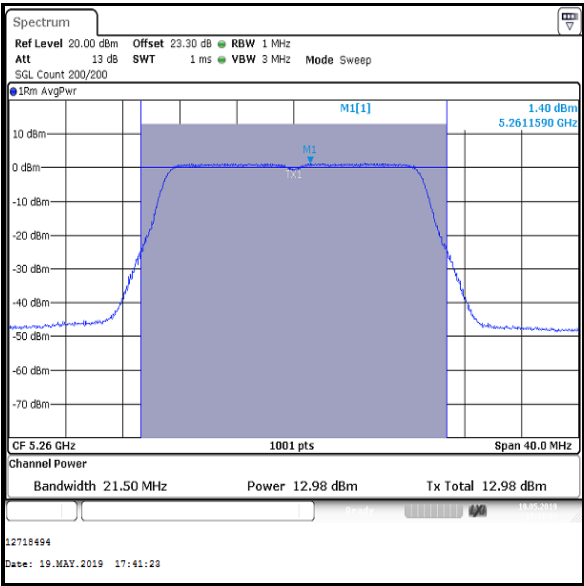 Spectrum
Ref Level 20.00 dBm Offset 23.30 dB RBW 1 MHz
Att 13 dB SWT 1 ms VBW 3 MHz Mode Sweep
SGL Count 200/200
1Rm AvgPwr
M1[1] 1.40 dBm
5.2611590 GHz
10 dBm
M1
0 dBm
TX1
-10 dBm
-20 dBm
-30 dBm
-40 dBm
-50 dBm
-60 dBm
-70 dBm
CF 5.26 GHz 1001 pts Span 40.0 MHz
Channel Power
Bandwidth 21.50 MHz Power 12.98 dBm Tx Total 12.98 dBm
Ready 19.05.2019
12718494
Date: 19.MAY.2019 17:41:23